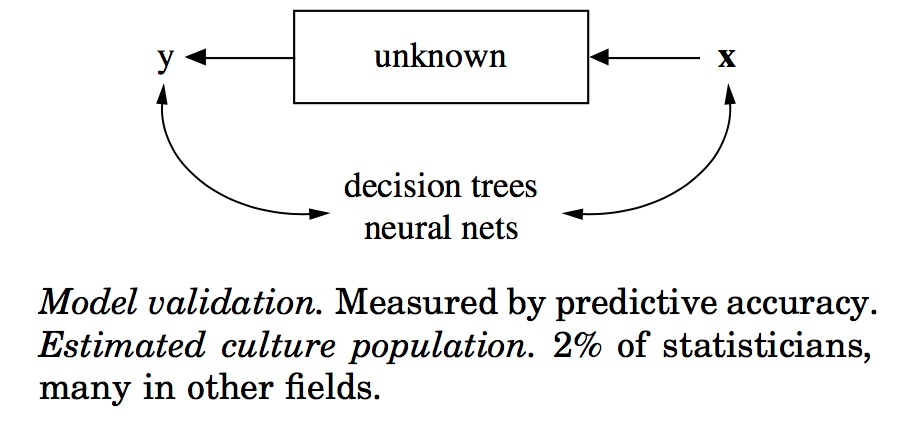 y
unknown
x
decision trees
neural nets
Model validation. Measured by predictive accuracy.
Estimated culture population. 2% of statisticians,
many in other fields.